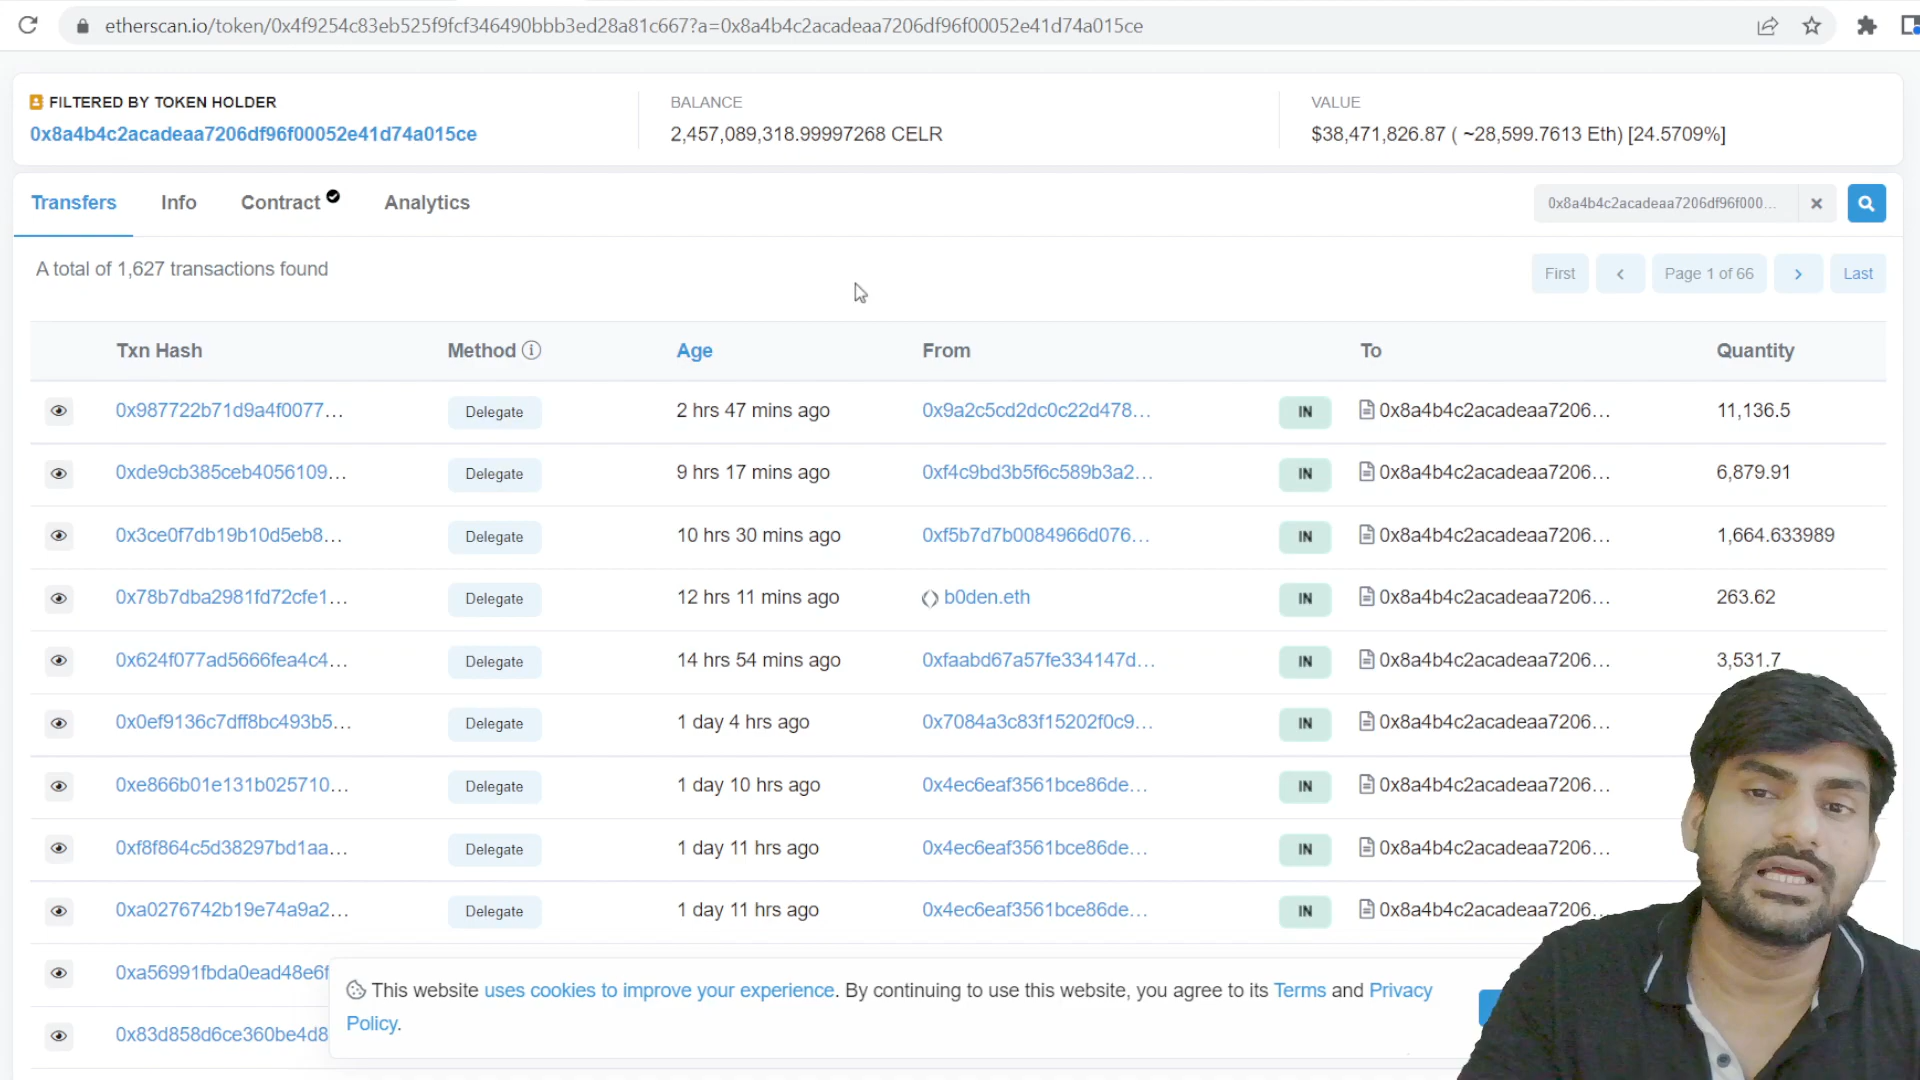 etherscan.io/token/0x4f9254c83eb525f9fcf346490bbb3ed28a81c667?a=0x8a4b4c2acadeaa7206df96f00052e41d74a015ce
FILTERED BY TOKEN HOLDER
0x8a4b4c2acadeaa7206df96f00052e41d74a015ce
BALANCE
2,457,089,318.99997268 CELR
VALUE
$38,471,826.87 ( ~28,599.7613 Eth) [24.5709%]
Transfers Info Contract Analytics
0x8a4b4c2acadeaa7206df96f000...
A total of 1,627 transactions found
First Page 1 of 66 Last
Txn Hash Method Age From To Quantity
0x987722b71d9a4f0077... Delegate 2 hrs 47 mins ago 0x9a2c5cd2dc0c22d478... IN 0x8a4b4c2acadeaa7206... 11,136.5
0xde9cb385ceb4056109... Delegate 9 hrs 17 mins ago 0xf4c9bd3b5f6c589b3a2... IN 0x8a4b4c2acadeaa7206... 6,879.91
0x3ce0f7db19b10d5eb8... Delegate 10 hrs 30 mins ago 0xf5b7d7b0084966d076... IN 0x8a4b4c2acadeaa7206... 1,664.633989
0x78b7dba2981fd72cfe1... Delegate 12 hrs 11 mins ago b0den.eth IN 0x8a4b4c2acadeaa7206... 263.62
0x624f077ad5666fea4c4... Delegate 14 hrs 54 mins ago 0xfaabd67a57fe334147d... IN 0x8a4b4c2acadeaa7206... 3,531.7
0x0ef9136c7dff8bc493b5... Delegate 1 day 4 hrs ago 0x7084a3c83f15202f0c9... IN 0x8a4b4c2acadeaa7206...
0xe866b01e131b025710... Delegate 1 day 10 hrs ago 0x4ec6eaf3561bce86de... IN 0x8a4b4c2acadeaa7206...
0xf8f864c5d38297bd1aa... Delegate 1 day 11 hrs ago 0x4ec6eaf3561bce86de... IN 0x8a4b4c2acadeaa7206...
0xa0276742b19e74a9a2... Delegate 1 day 11 hrs ago 0x4ec6eaf3561bce86de... IN 0x8a4b4c2acadeaa7206...
0xa56991fbda0ead48e6f
0x83d858d6ce360be4d8
This website uses cookies to improve your experience. By continuing to use this website, you agree to its Terms and Privacy
Policy.